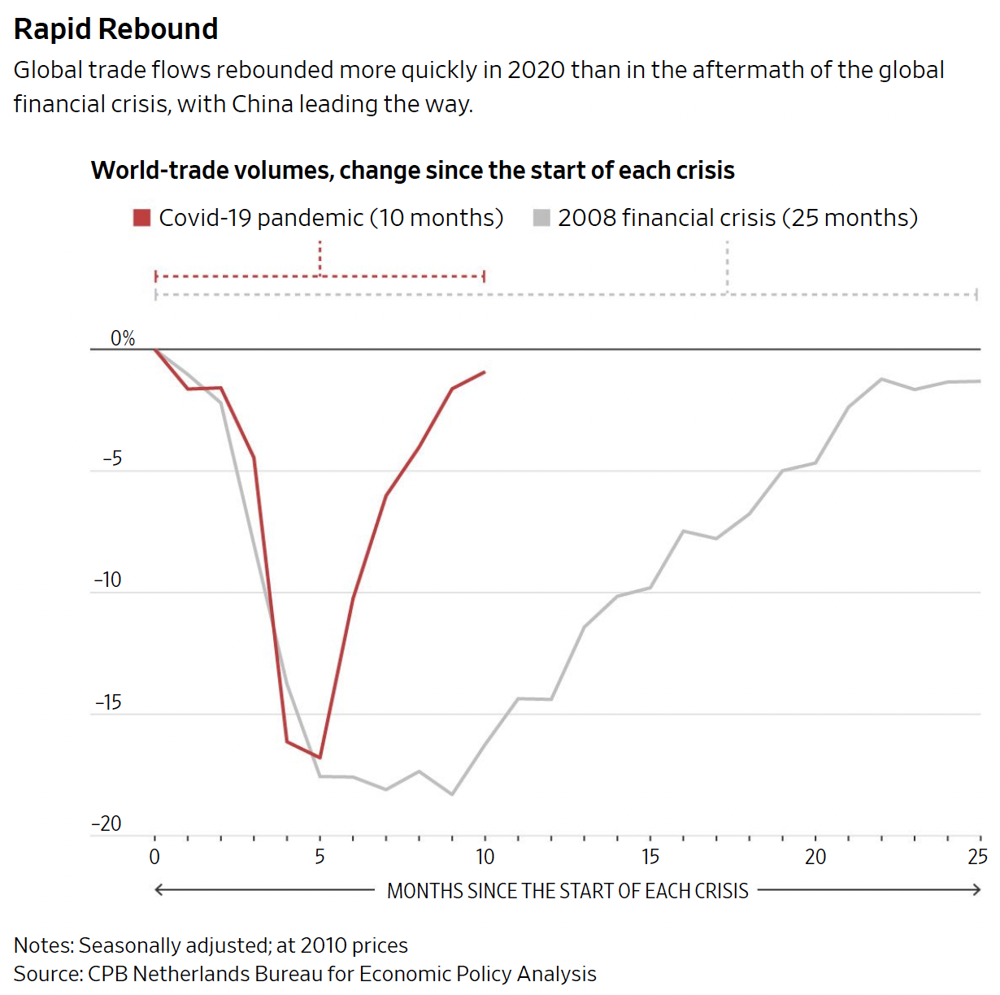 Rapid Rebound
Global trade flows rebounded more quickly in 2020 than in the aftermath of the global
financial crisis, with China leading the way.
World-trade volumes, change since the start of each crisis
Covid-19 pandemic (10 months) 2008 financial crisis (25 months)
0%
–5
–10
–15
–20
0 5 10 15 20 25
MONTHS SINCE THE START OF EACH CRISIS
Notes: Seasonally adjusted; at 2010 prices
Source: CPB Netherlands Bureau for Economic Policy Analysis